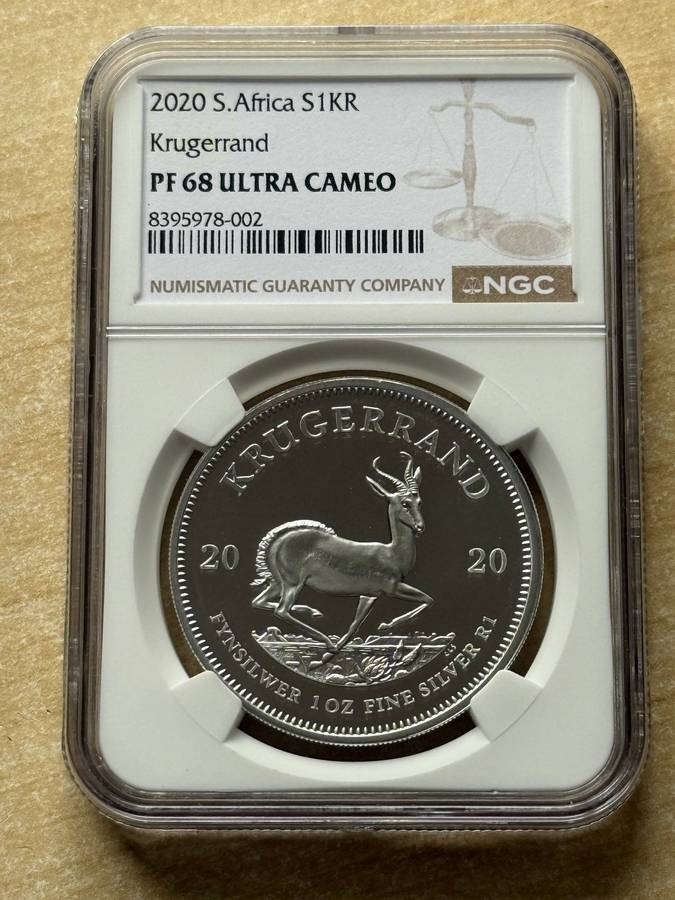 2020 S.Africa S1KR
Krugerrand
PF 68 ULTRA CAMEO
8395978-002
NUMISMATIC GUARANTY COMPANY NGC
KRUGERRAND
20 20
FYNSILWER 1 OZ FINE SILVER R1